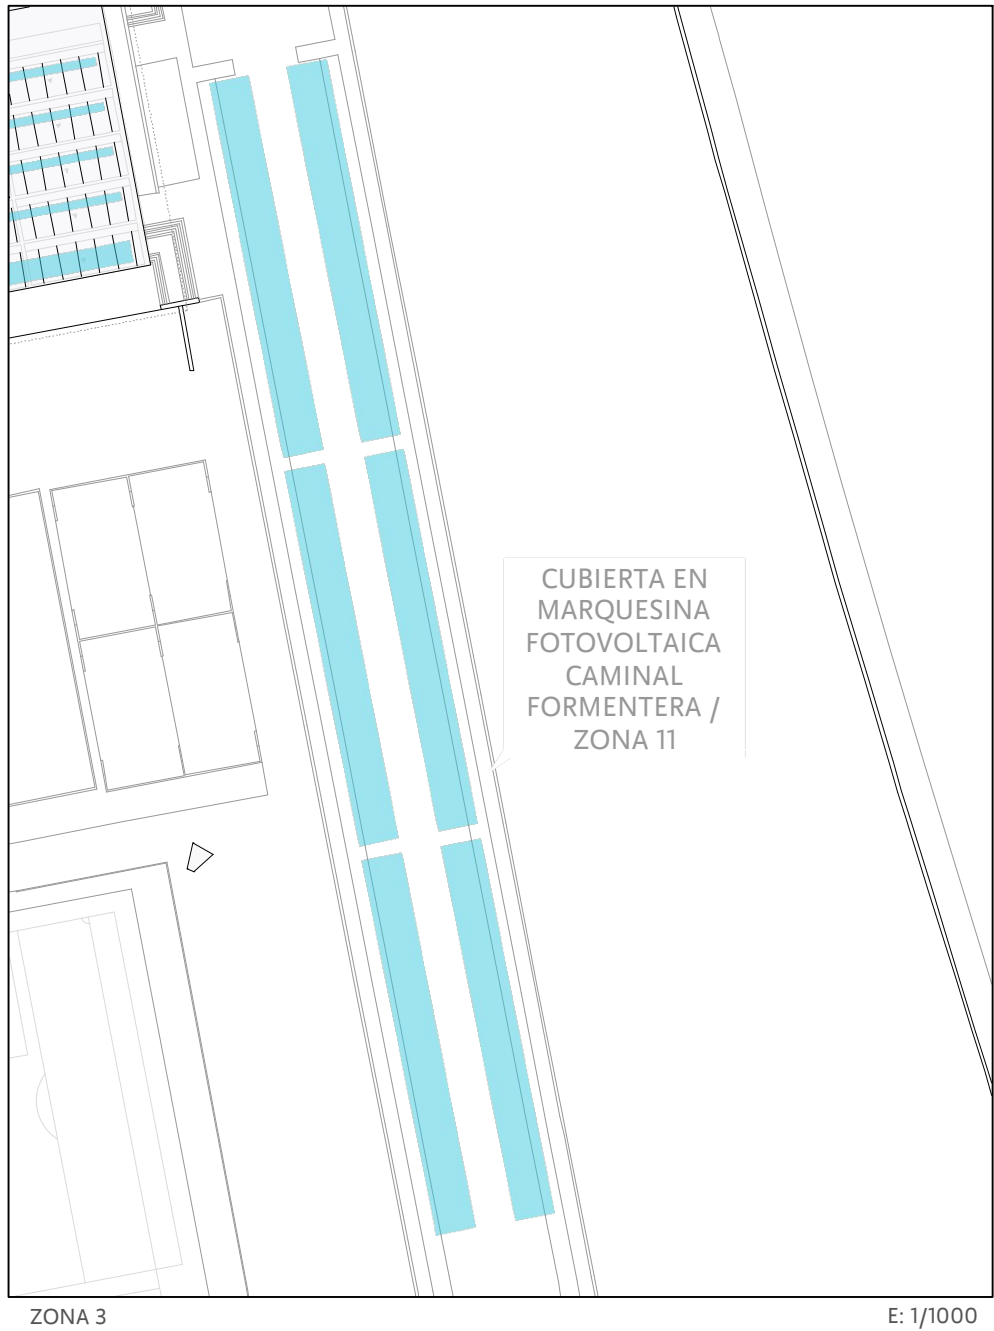 CUBIERTA EN
MARQUESINA
FOTOVOLTAICA
CAMINAL
FORMENTERA /
ZONA 11
ZONA 3
E: 1/1000